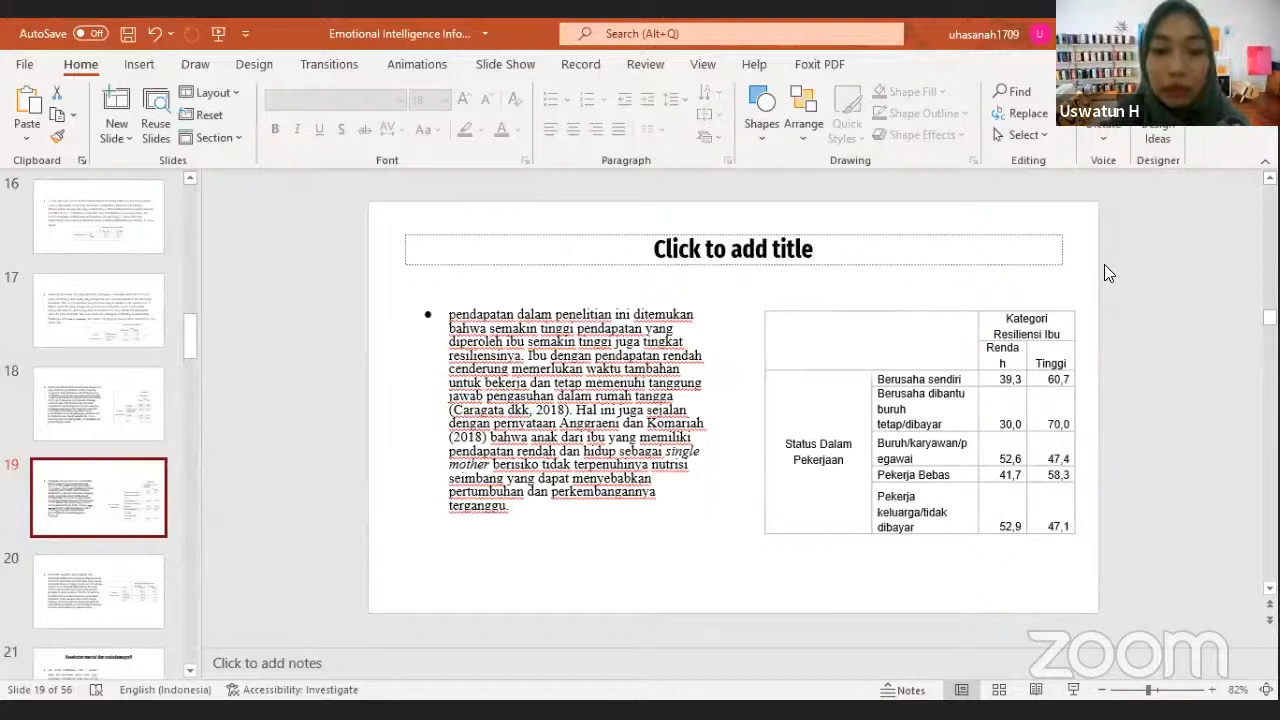 AutoSave Off
Emotional Intelligence Info...
Search (Alt+Q)
uhasanah1709
U
File Home Insert Draw Design Transitions Animations Slide Show Record Review View Help Foxit PDF
Uswatun H
Paste
New
Slide
Reuse
Slides
Layout
Reset
Section
18
B I U S ab AV Aa A
Shapes
Arrange
Quick
Styles
Shape Fill
Shape Outline
Shape Effects
Find
Replace
Select
Dictate
Design
Ideas
Clipboard Slides Font Paragraph Drawing Editing Voice Designer
16
17
18
19
20
21
Click to add title
• pendapatan dalam penelitian ini ditemukan
bahwa semakin tinggi pendapatan yang
diperoleh ibu semakin tinggi juga tingkat
resiliensinya. Ibu dengan pendapatan rendah
cenderung memerlukan waktu tambahan
untuk bekerja dan tetap memenuhi tanggung
jawab pengasuhan dalam rumah tangga
(Caragata dkk, 2018). Hal ini juga sejalan
dengan pernyataan Anggraeni dan Komariah
(2018) bahwa anak dari ibu yang memiliki
pendapatan rendah dan hidup sebagai single
mother berisiko tidak terpenuhinya nutrisi
seimbang yang dapat menyebabkan
pertumbuhan dan perkembangannya
terganggu.
Kategori
Resiliensi Ibu
Renda
h Tinggi
Status Dalam
Pekerjaan
Berusaha sendiri 39,3 60,7
Berusaha dibantu
buruh
tetap/dibayar 30,0 70,0
Buruh/karyawan/p
egawai 52,6 47,4
Pekerja Bebas 41,7 58,3
Pekerja
keluarga/tidak
dibayar 52,9 47,1
zoom
Click to add notes
Slide 19 of 56 English (Indonesia) Accessibility: Investigate Notes 82%